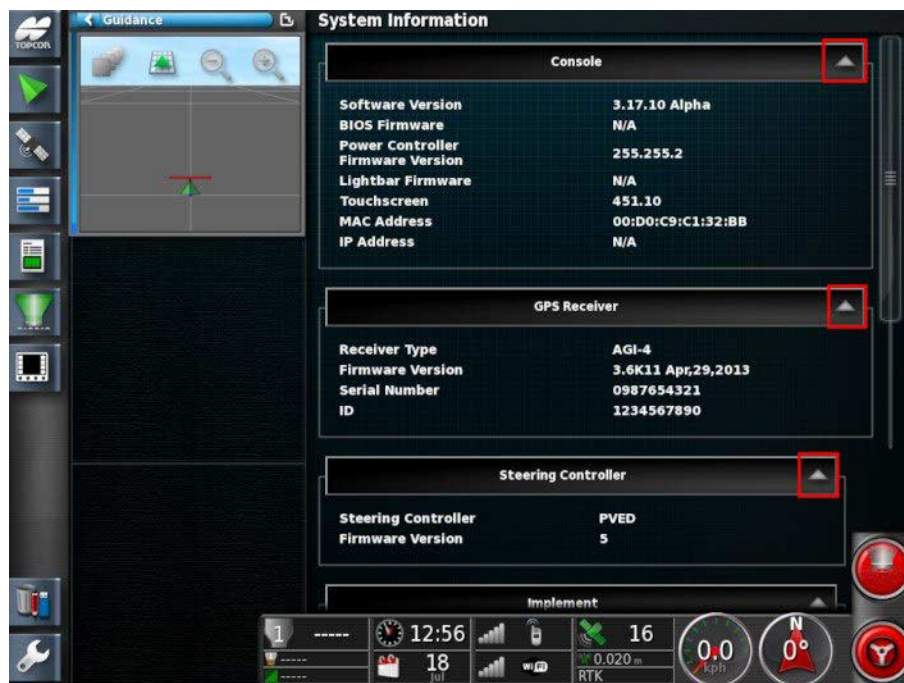 TOPCON
Guidance
System Information
Console
Software Version 3.17.10 Alpha
BIOS Firmware N/A
Power Controller
Firmware Version 255.255.2
Lightbar Firmware N/A
Touchscreen 451.10
MAC Address 00:D0:C9:C1:32:BB
IP Address N/A
GPS Receiver
Receiver Type AGI-4
Firmware Version 3.6K11 Apr,29,2013
Serial Number 0987654321
ID 1234567890
Steering Controller
Steering Controller PVED
Firmware Version 5
Implement
1 ----- 12:56 16
----- 18 Jul WiFi 0.020 m
----- RTK
0.0 kph
N
0°